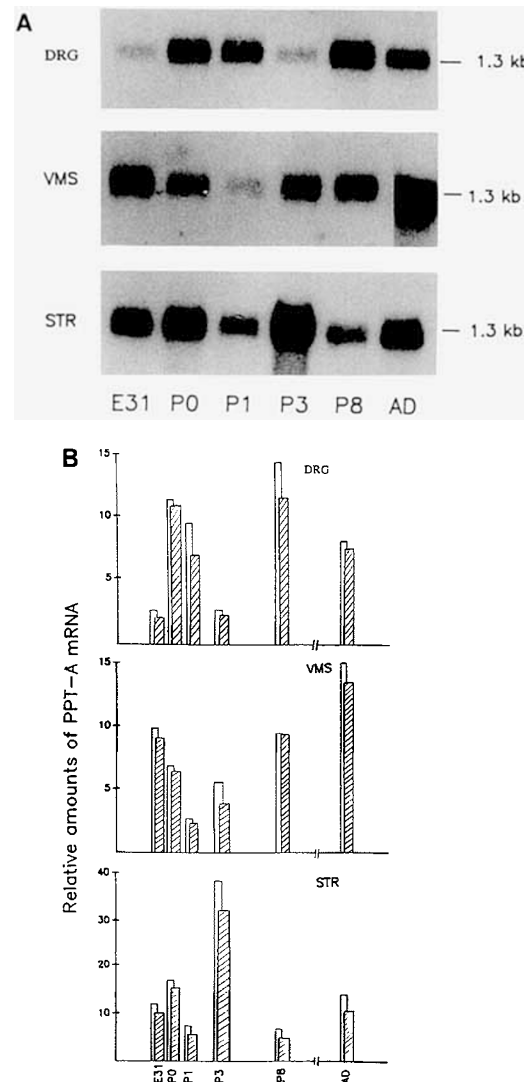 A
DRG
1.3 kb
VMS
1.3 kb
STR
1.3 kb
E31 P0 P1 P3 P8 AD
B
Relative amounts of PPT-A mRNA
15
10
5
DRG
15
10
5
VMS
40
30
20
10
STR
E31 P0 P1 P3 P8 AD